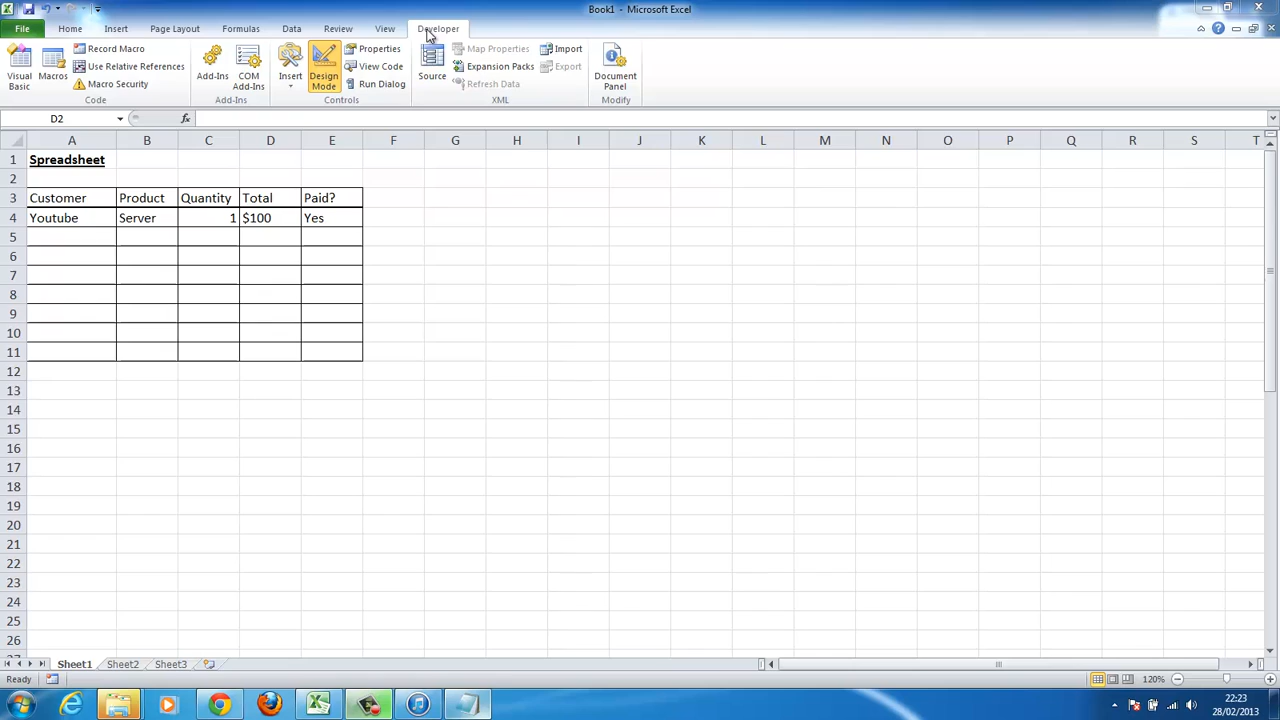 Book1 - Microsoft Excel
File Home Insert Page Layout Formulas Data Review View Developer
Visual Basic
Macros
Record Macro
Use Relative References
Macro Security
Code
Add-Ins
COM Add-Ins
Add-Ins
Insert
Design Mode
Properties
View Code
Run Dialog
Controls
Source
Map Properties
Expansion Packs
Refresh Data
Import
Export
XML
Document Panel
Modify
D2 fx
A B C D E F G H I J K L M N O P Q R S T
1 Spreadsheet
2
3 Customer Product Quantity Total Paid?
4 Youtube Server 1 $100 Yes
5
6
7
8
9
10
11
12
13
14
15
16
17
18
19
20
21
22
23
24
25
26
Sheet1 Sheet2 Sheet3
Ready 120%
22:23
28/02/2013